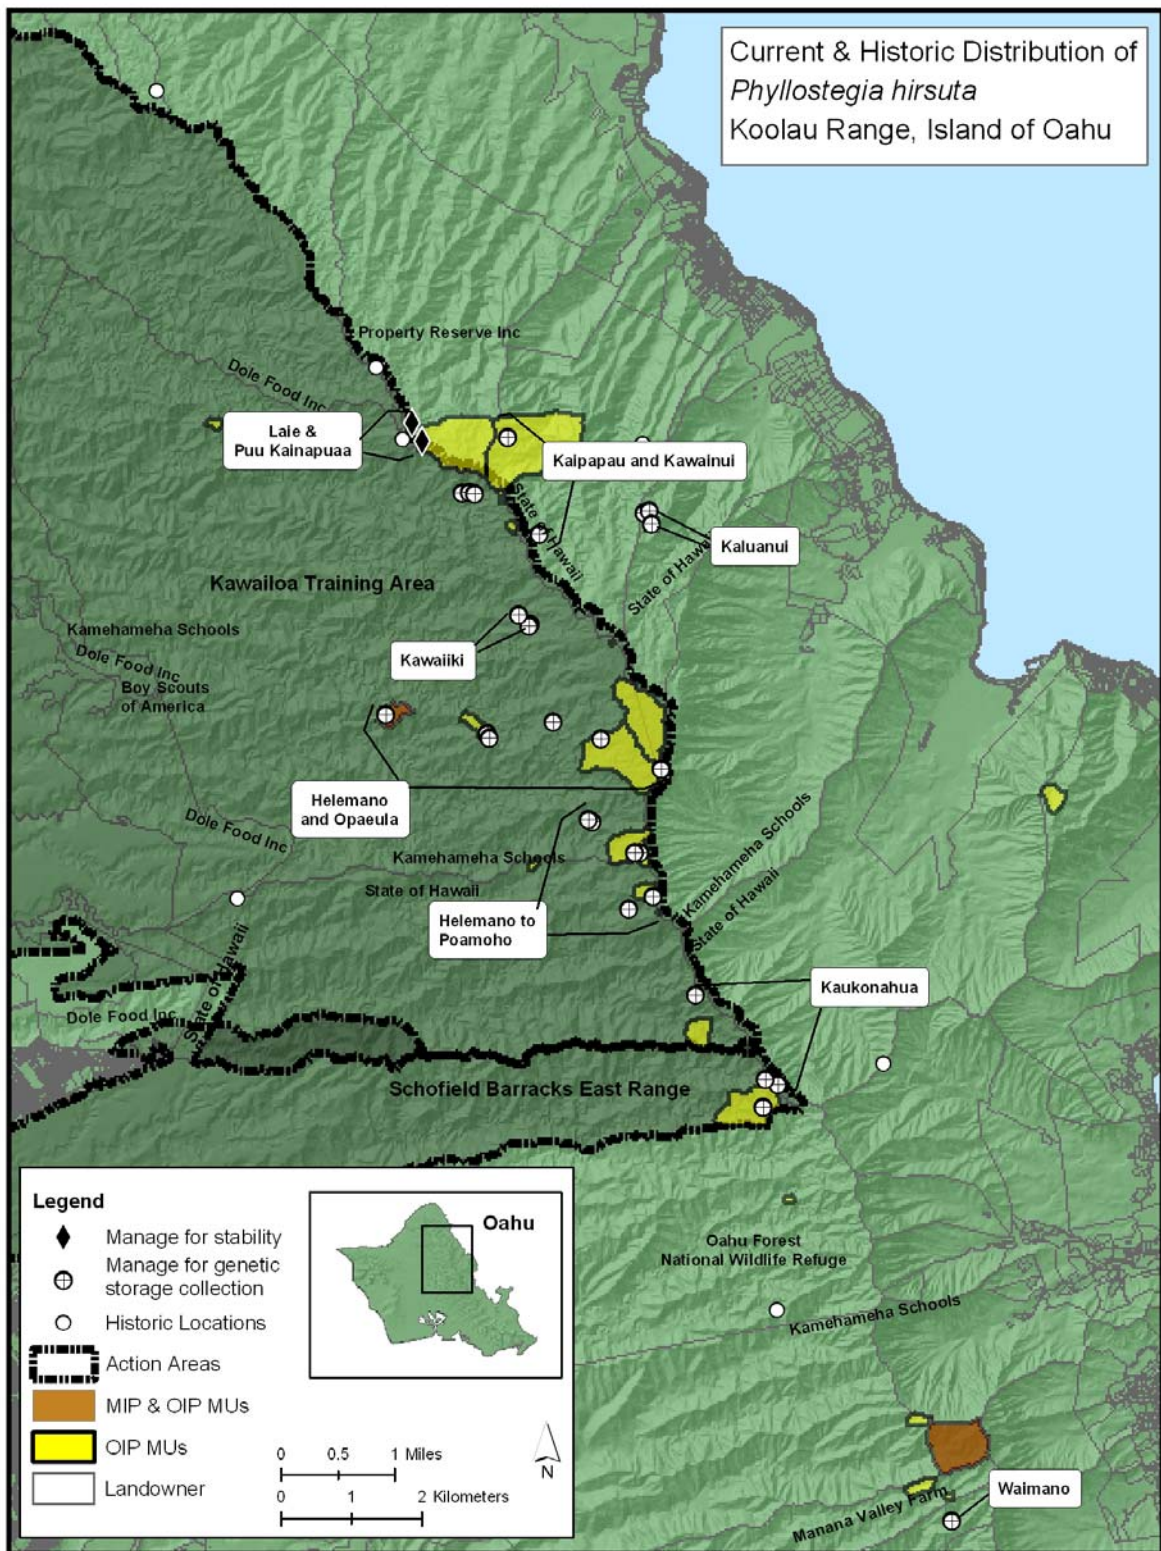 Current & Historic Distribution of
Phyllostegia hirsuta
Koolau Range, Island of Oahu
Property Reserve Inc
Dole Food Inc
Laie &
Puu Kainapuaa
Kaipapau and Kawainui
State of Hawaii
Kaluanui
State of Hawaii
Kawailoa Training Area
Kamehameha Schools
Dole Food Inc
Boy Scouts
of America
Kawaiiki
Helemano
and Opaeula
Dole Food Inc
Kamehameha Schools
State of Hawaii
Kamehameha Schools
State of Hawaii
Helemano to
Poamoho
State of Hawaii
Kaukonahua
Dole Food Inc
Schofield Barracks East Range
Oahu Forest
National Wildlife Refuge
Kamehameha Schools
Manana Valley Farm
Waimano
Legend
Manage for stability
Manage for genetic
storage collection
Historic Locations
Action Areas
MIP & OIP MUs
OIP MUs
Landowner
Oahu
0 0.5 1 Miles
0 1 2 Kilometers
N